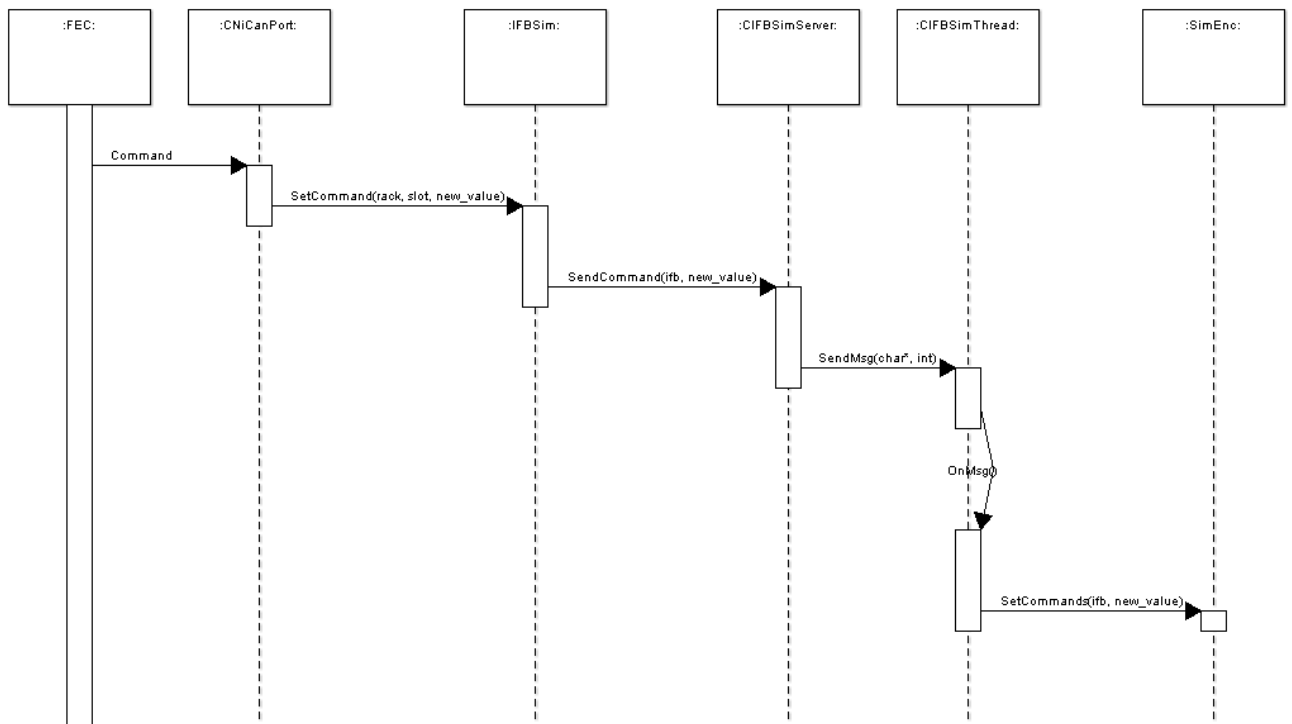 :FEC:
:CNiCanPort:
:IFBSim:
:CIFBSimServer:
:CIFBSimThread:
:SimEnc:
Command
SetCommand(rack, slot, new_value)
SendCommand(ifb, new_value)
SendMsg(char*, int)
OnMsg()
SetCommands(ifb, new_value)